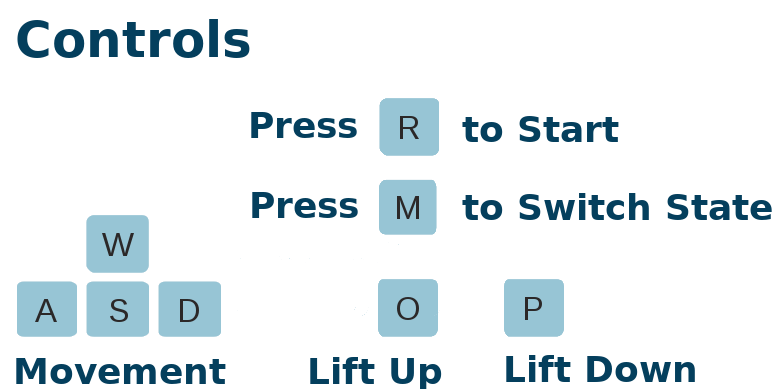 Controls
Press R to Start
Press M to Switch State
W
A S D O P
Movement Lift Up Lift Down